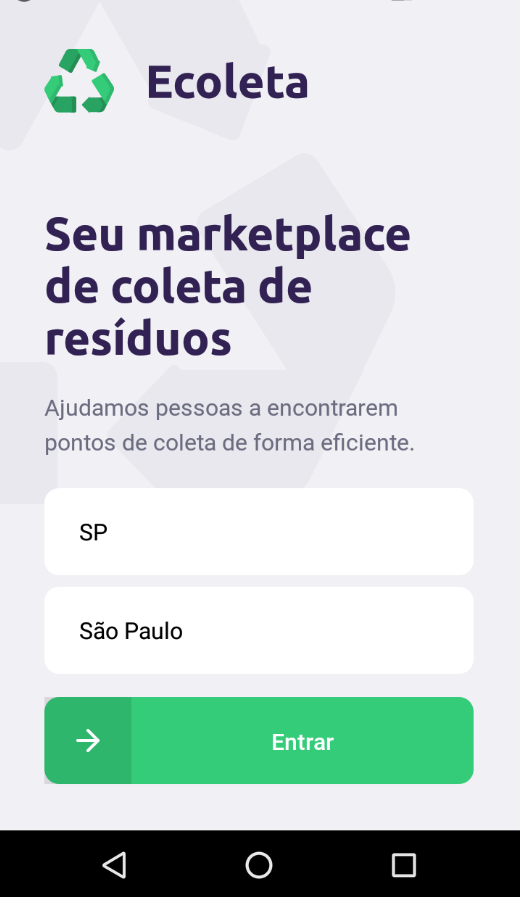 Ecoleta
Seu marketplace
de coleta de
resíduos
Ajudamos pessoas a encontrarem
pontos de coleta de forma eficiente.
SP
São Paulo
Entrar